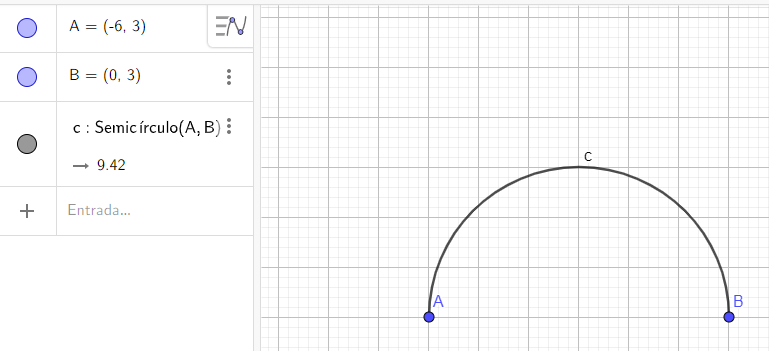 A = (-6, 3)
B = (0, 3)
c : Semicírculo(A, B)
→ 9.42
+ Entrada...
c
A
B